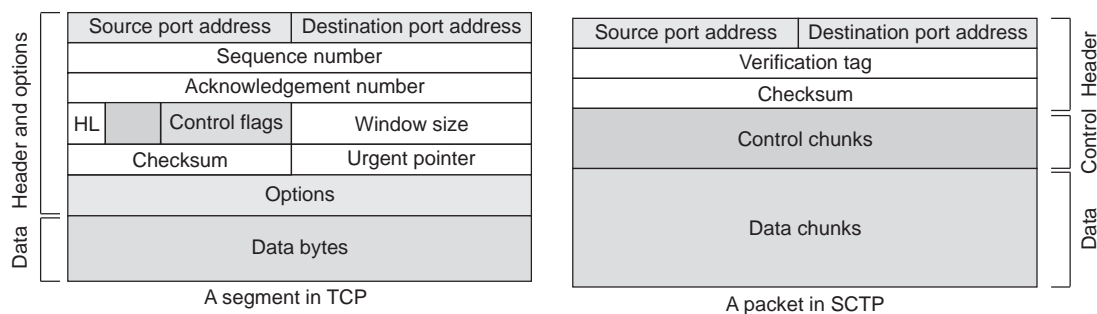 Header and options
Data
Source port address Destination port address
Sequence number
Acknowledgement number
HL Control flags Window size
Checksum Urgent pointer
Options
Data bytes
A segment in TCP
Source port address Destination port address
Verification tag
Checksum
Control chunks
Data chunks
Header
Control
Data
A packet in SCTP